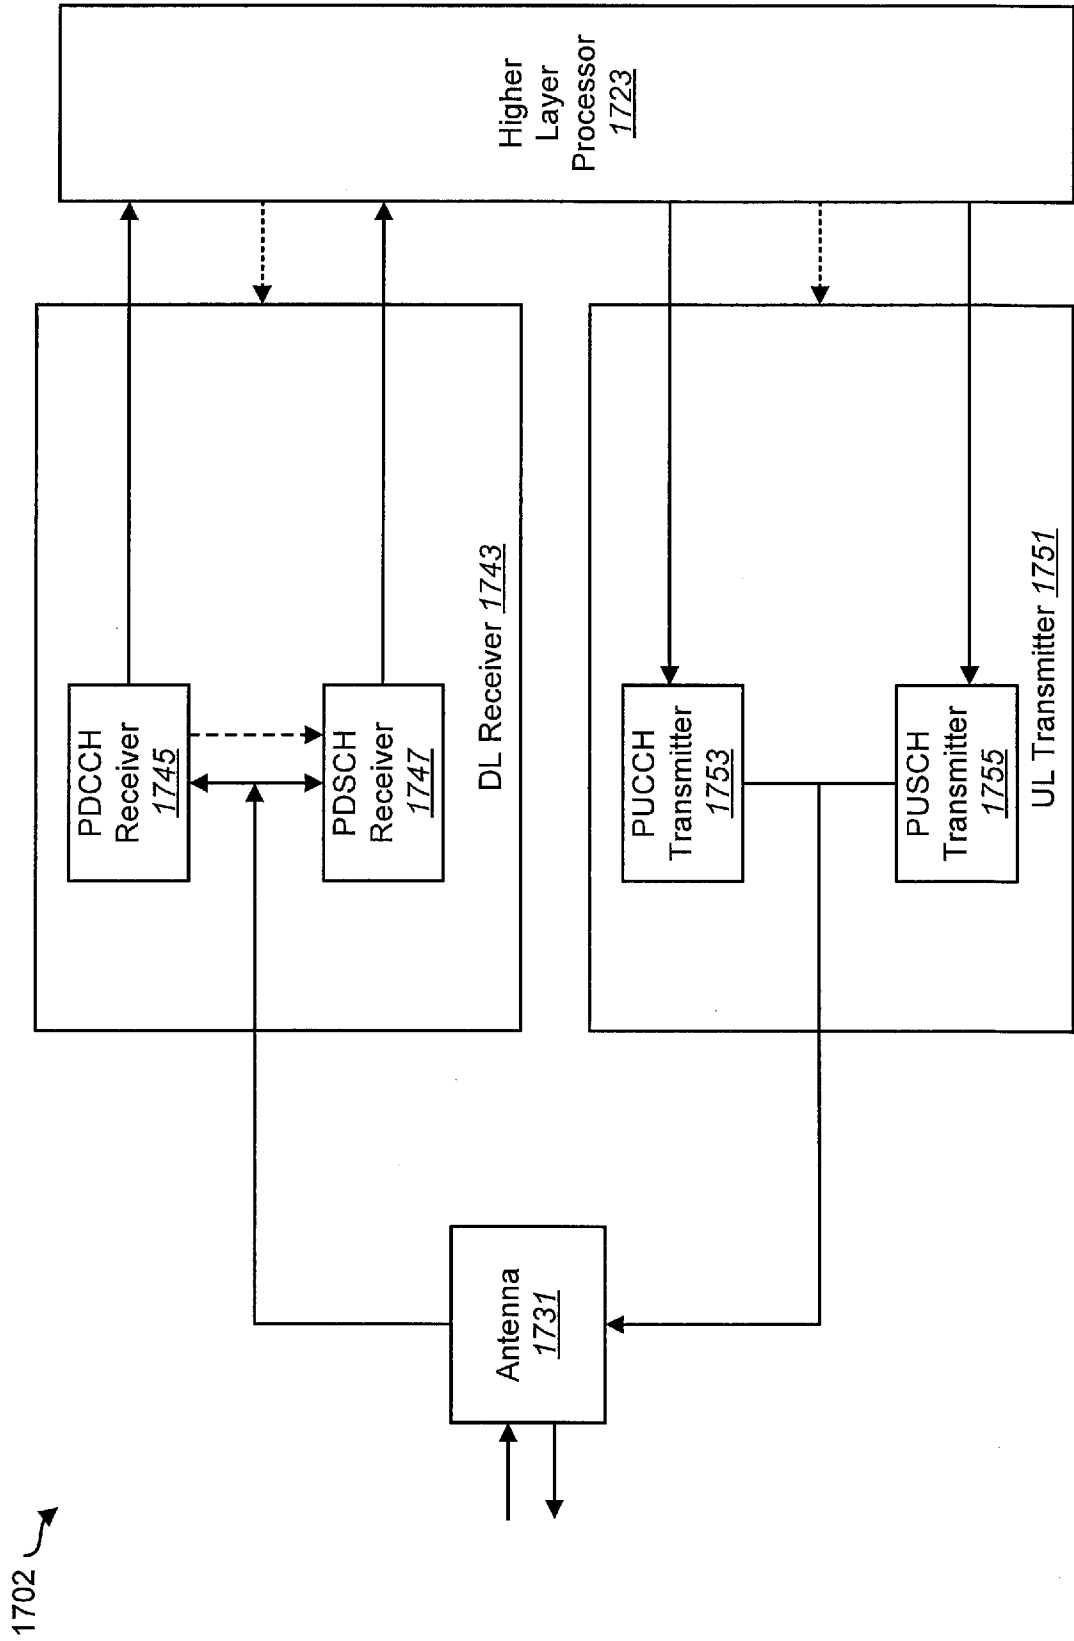 1702
Antenna
1731
PDCCH
Receiver
1745
PDSCH
Receiver
1747
DL Receiver 1743
PUCCH
Transmitter
1753
PUSCH
Transmitter
1755
UL Transmitter 1751
Higher
Layer
Processor
1723